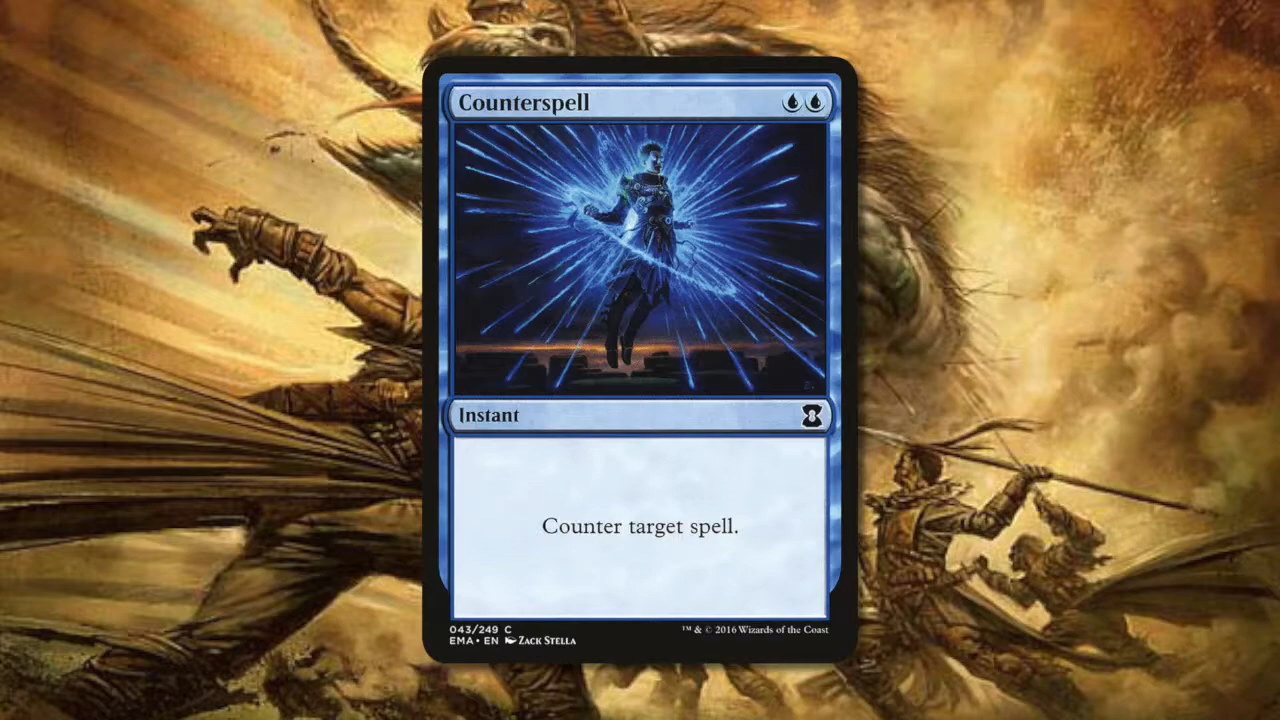 Counterspell
Instant
Counter target spell.
043/249 C
EMA • EN ZACK STELLA
™ & © 2016 Wizards of the Coast